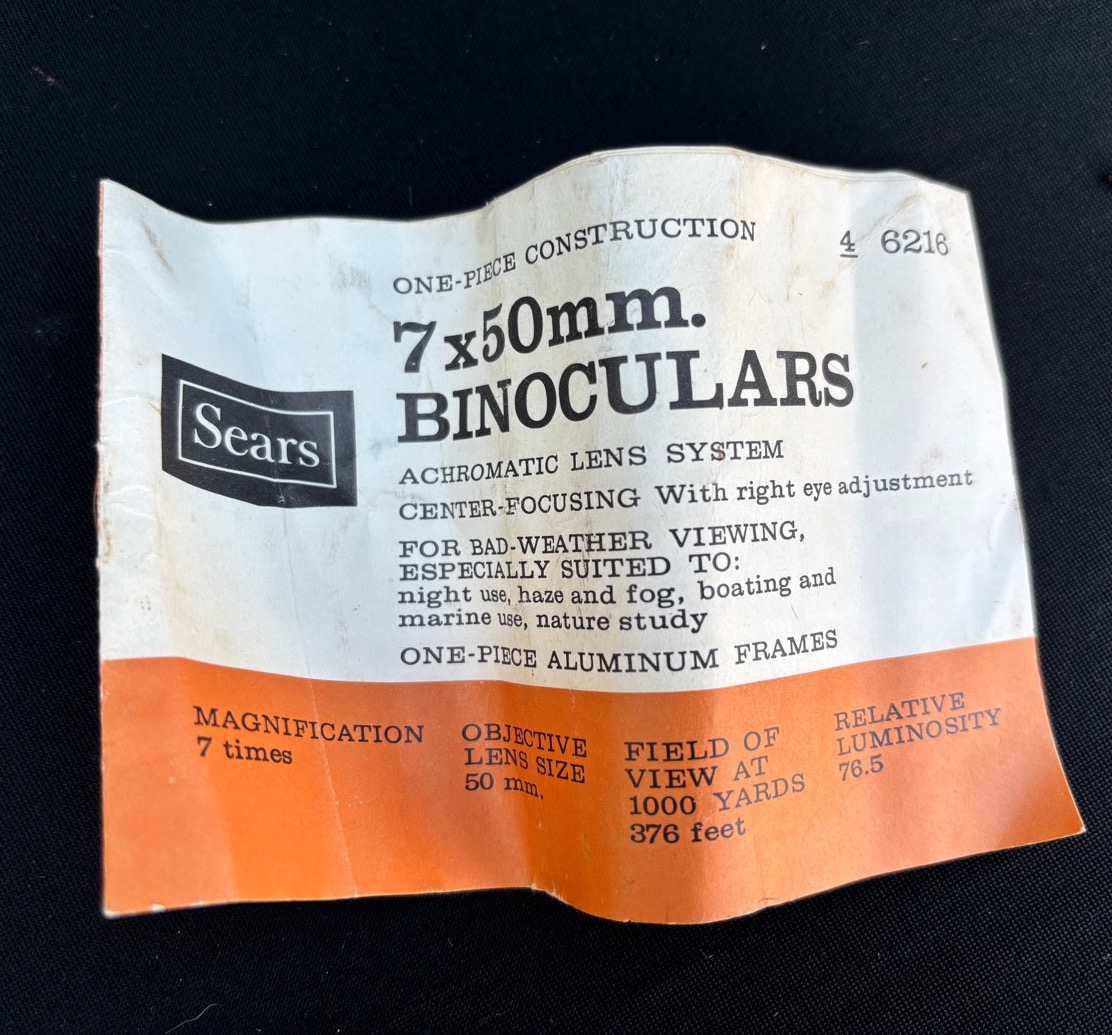 ONE-PIECE CONSTRUCTION
4 6216
7x50mm.
BINOCULARS
Sears
ACHROMATIC LENS SYSTEM
CENTER-FOCUSING With right eye adjustment
FOR BAD-WEATHER VIEWING,
ESPECIALLY SUITED TO:
night use, haze and fog, boating and
marine use, nature study
ONE-PIECE ALUMINUM FRAMES
MAGNIFICATION
7 times
OBJECTIVE
LENS SIZE
50 mm.
FIELD OF
VIEW AT
1000 YARDS
376 feet
RELATIVE
LUMINOSITY
76.5